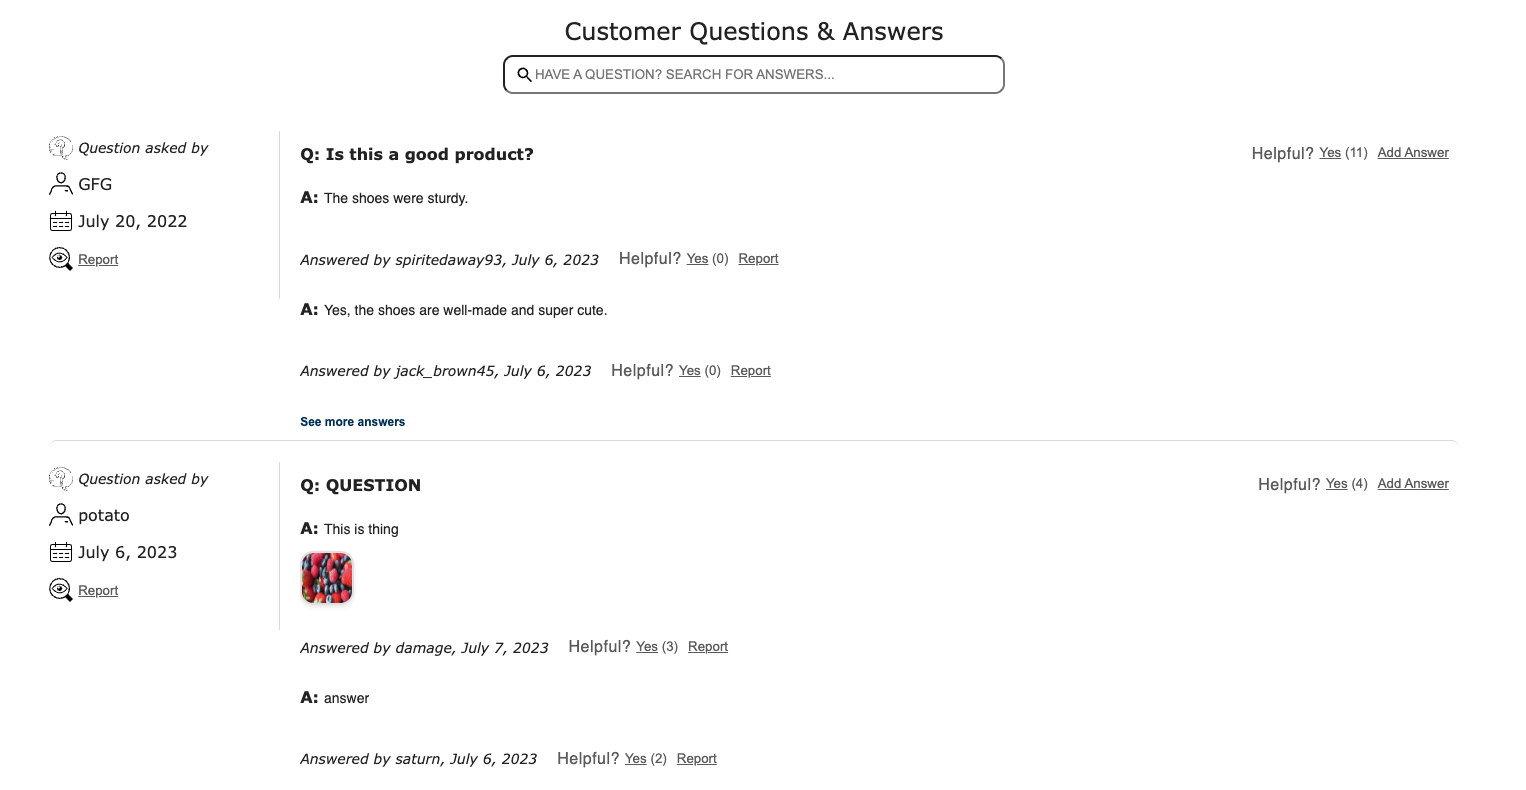 Customer Questions & Answers
HAVE A QUESTION? SEARCH FOR ANSWERS...
Question asked by
GFG
July 20, 2022
Report
Q: Is this a good product?
Helpful? Yes (11) Add Answer
A: The shoes were sturdy.
Answered by spiritedaway93, July 6, 2023 Helpful? Yes (0) Report
A: Yes, the shoes are well-made and super cute.
Answered by jack_brown45, July 6, 2023 Helpful? Yes (0) Report
See more answers
Question asked by
potato
July 6, 2023
Report
Q: QUESTION
Helpful? Yes (4) Add Answer
A: This is thing
Answered by damage, July 7, 2023 Helpful? Yes (3) Report
A: answer
Answered by saturn, July 6, 2023 Helpful? Yes (2) Report